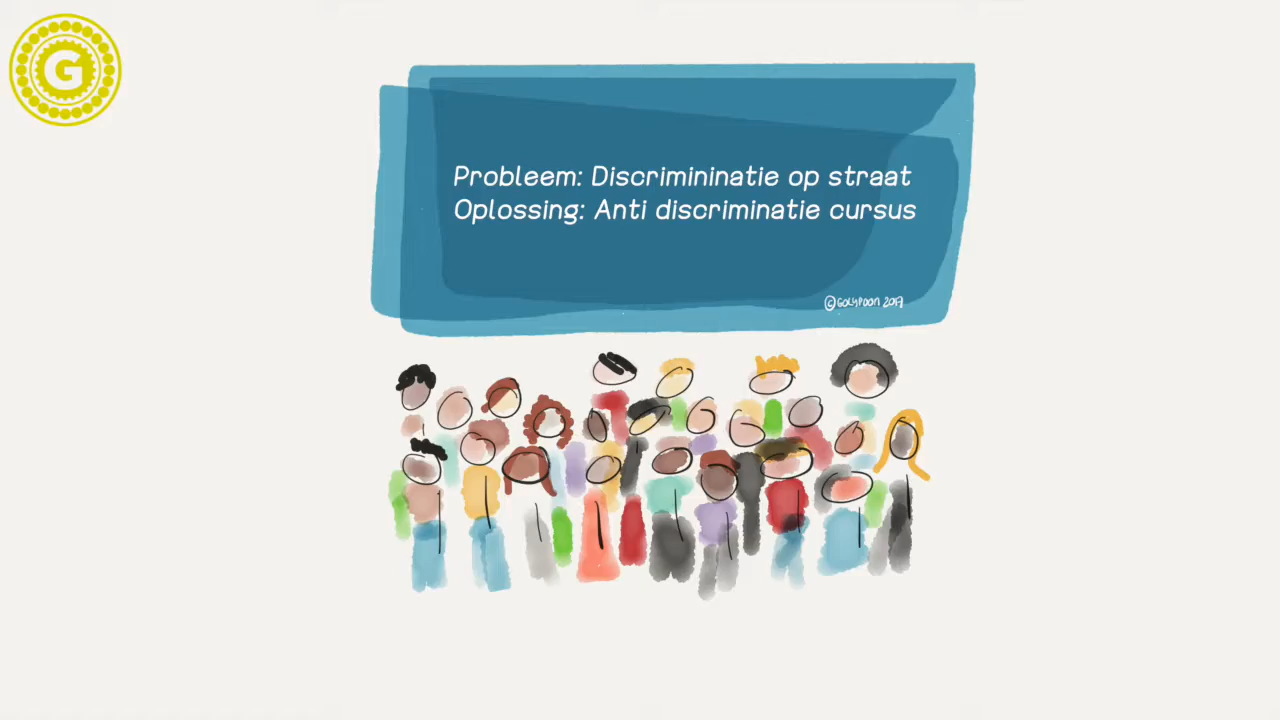 G
Probleem: Discrimininatie op straat
Oplossing: Anti discriminatie cursus
©GOLYPOON 2017